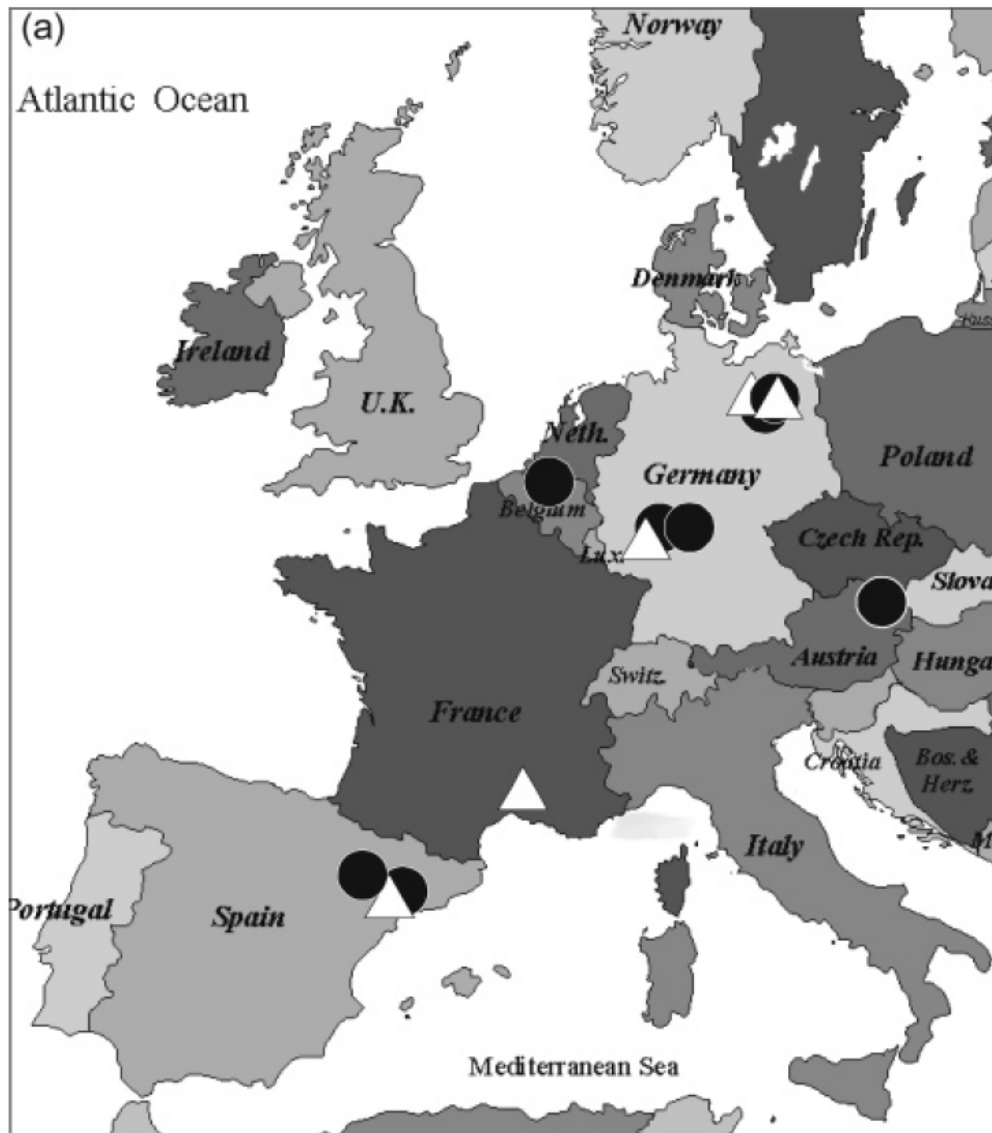 (a)
Norway
Atlantic Ocean
Denmark
Ireland
U.K.
Neth.
Germany
Poland
Belgium
Lux.
Czech Rep.
Slova
Austria
Hunga
Switz.
France
Croatia
Bos. &
Herz.
Italy
Portugal
Spain
Mediterranean Sea